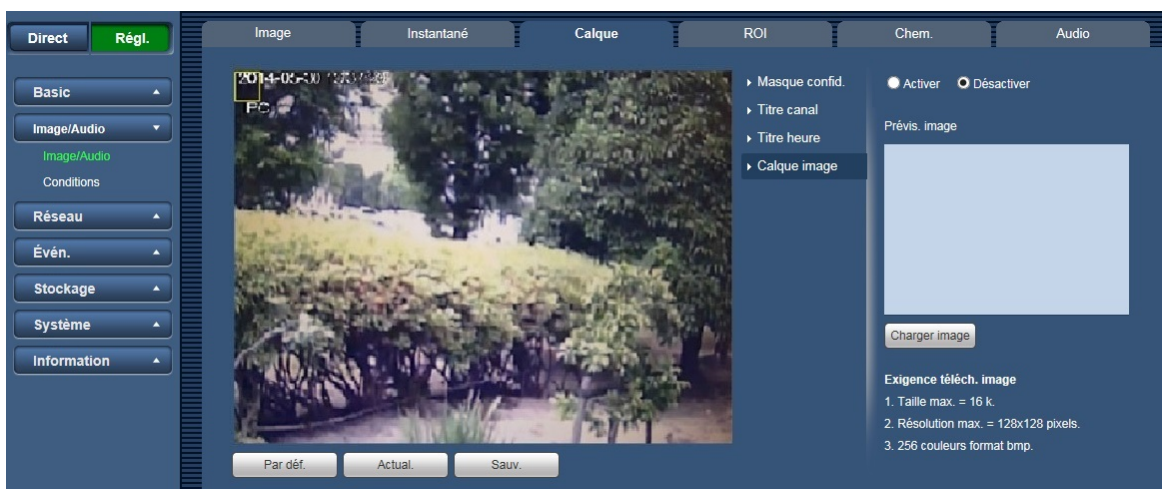 Direct
Régl.
Image
Instantané
Calque
ROI
Chem.
Audio
Basic
Image/Audio
Image/Audio
Conditions
Réseau
Évén.
Stockage
Système
Information
PC
Masque confid.
Titre canal
Titre heure
Calque image
Activer
Désactiver
Prévis. image
Charger image
Exigence téléch. image
1. Taille max. = 16 k.
2. Résolution max. = 128x128 pixels.
3. 256 couleurs format bmp.
Par déf.
Actual.
Sauv.